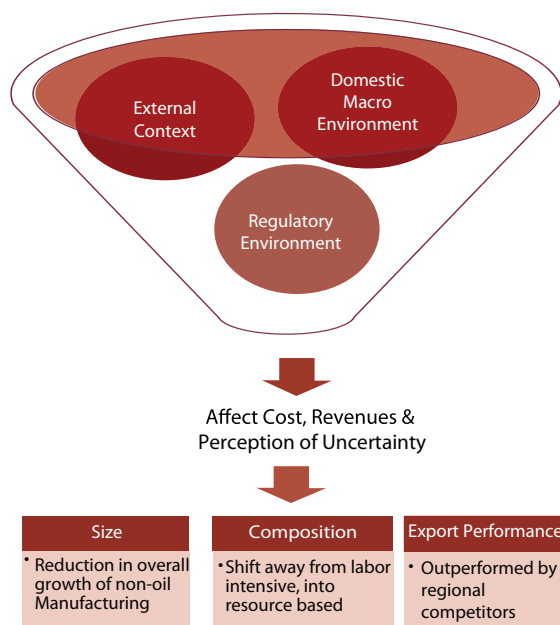 External
Context
Domestic
Macro
Environment
Regulatory
Environment
Affect Cost, Revenues &
Perception of Uncertainty
Size
• Reduction in overall
growth of non-oil
Manufacturing
Composition
• Shift away from labor
intensive, into
resource based
Export Performance
• Outperformed by
regional
competitors